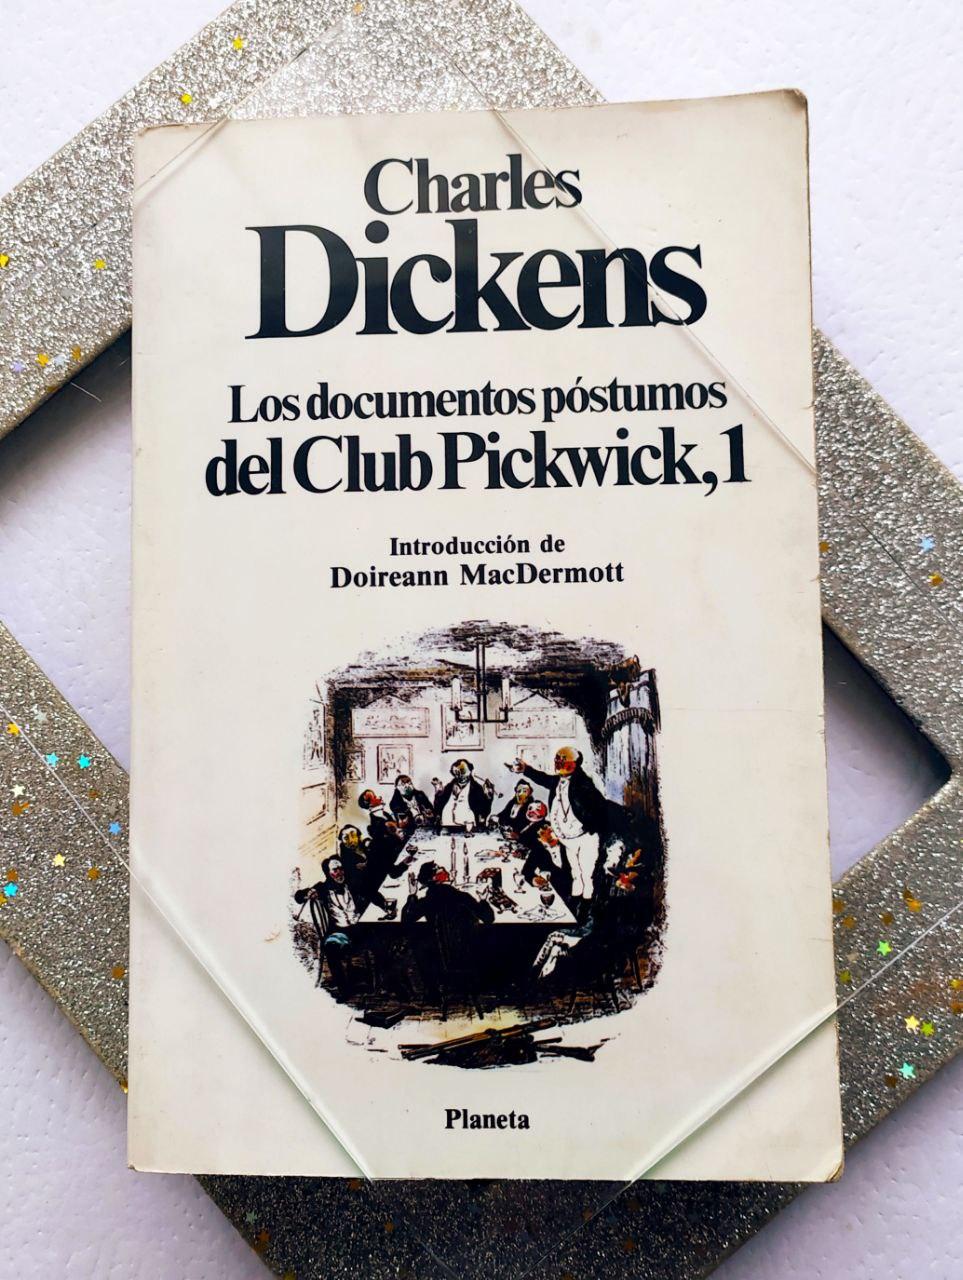 Charles
Dickens
Los documentos póstumos
del Club Pickwick, 1
Introducción de
Doireann MacDermott
Planeta